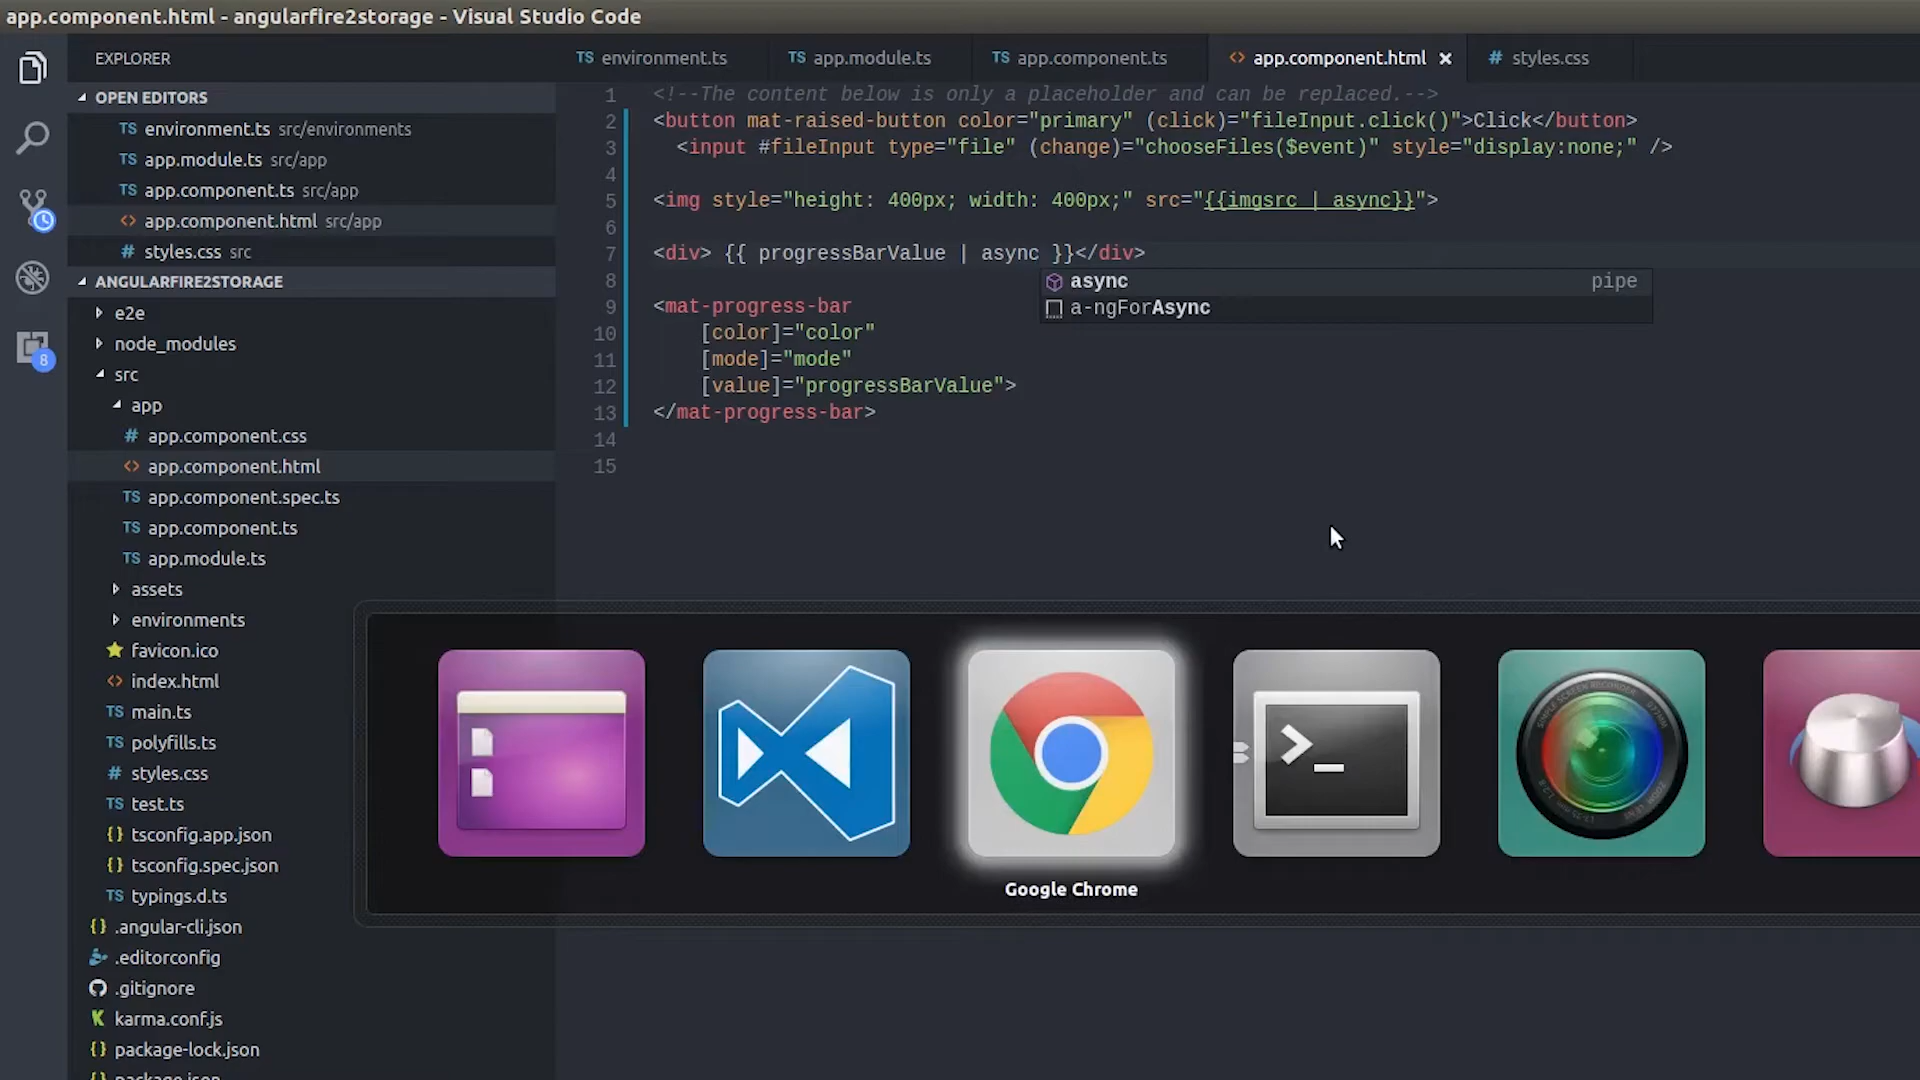 app.component.html - angularfire2storage - Visual Studio Code
EXPLORER
OPEN EDITORS
TS environment.ts src/environments
TS app.module.ts src/app
TS app.component.ts src/app
<> app.component.html src/app
# styles.css src
ANGULARFIRE2STORAGE
e2e
node_modules
src
app
# app.component.css
<> app.component.html
TS app.component.spec.ts
TS app.component.ts
TS app.module.ts
assets
environments
favicon.ico
<> index.html
TS main.ts
TS polyfills.ts
# styles.css
TS test.ts
{} tsconfig.app.json
{} tsconfig.spec.json
TS typings.d.ts
{} .angular-cli.json
.editorconfig
.gitignore
K karma.conf.js
{} package-lock.json
{} package.json
8
TS environment.ts
TS app.module.ts
TS app.component.ts
<> app.component.html ×
# styles.css
1 <!--The content below is only a placeholder and can be replaced.-->
2 <button mat-raised-button color="primary" (click)="fileInput.click()">Click</button>
3 <input #fileInput type="file" (change)="chooseFiles($event)" style="display:none;" />
4
5 <img style="height: 400px; width: 400px;" src="{{imgsrc | async}}">
6
7 <div> {{ progressBarValue | async }}</div>
8
async pipe
a-ngForAsync
9 <mat-progress-bar
10 [color]="color"
11 [mode]="mode"
12 [value]="progressBarValue">
13 </mat-progress-bar>
14
15
>_
Google Chrome